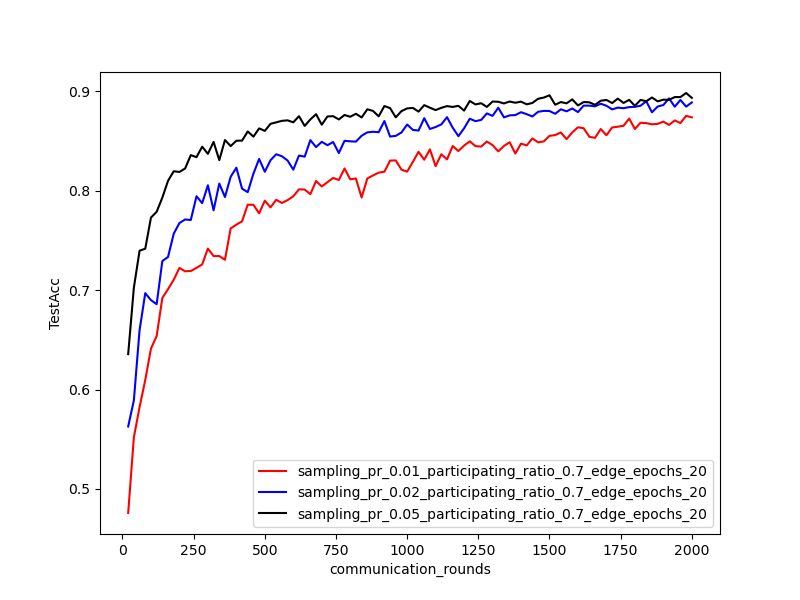 0.9
0.8
0.7
0.6
0.5
TestAcc
sampling_pr_0.01_participating_ratio_0.7_edge_epochs_20
sampling_pr_0.02_participating_ratio_0.7_edge_epochs_20
sampling_pr_0.05_participating_ratio_0.7_edge_epochs_20
0 250 500 750 1000 1250 1500 1750 2000
communication_rounds